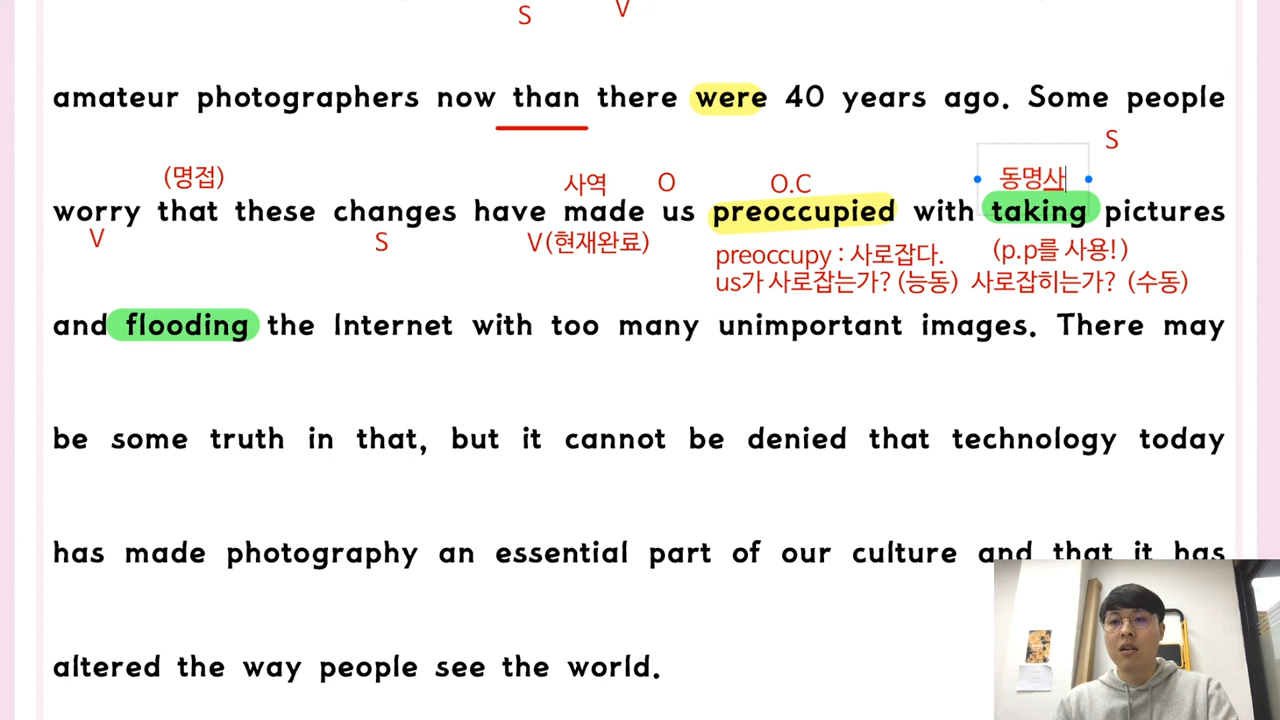 S V
amateur photographers now than there were 40 years ago. Some people
S
(명접) 사역 O O.C 동명사
worry that these changes have made us preoccupied with taking pictures
V S V(현재완료) preoccupy : 사로잡다. (p.p를 사용!)
us가 사로잡는가? (능동) 사로잡히는가? (수동)
and flooding the Internet with too many unimportant images. There may
be some truth in that, but it cannot be denied that technology today
has made photography an essential part of our culture and that it has
altered the way people see the world.